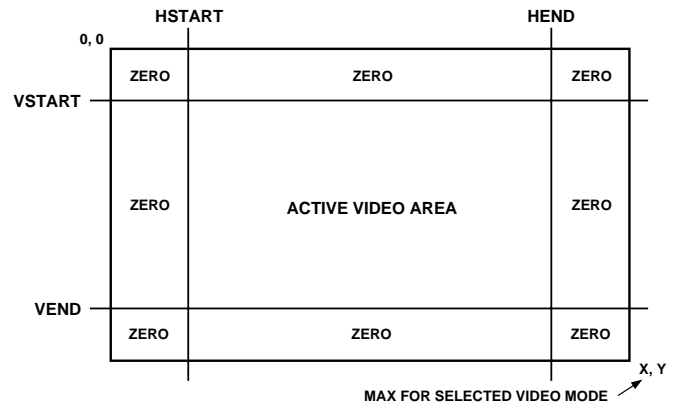 HSTART HEND
0, 0
ZERO ZERO ZERO
VSTART
ZERO ACTIVE VIDEO AREA ZERO
VEND
ZERO ZERO ZERO
X, Y
MAX FOR SELECTED VIDEO MODE